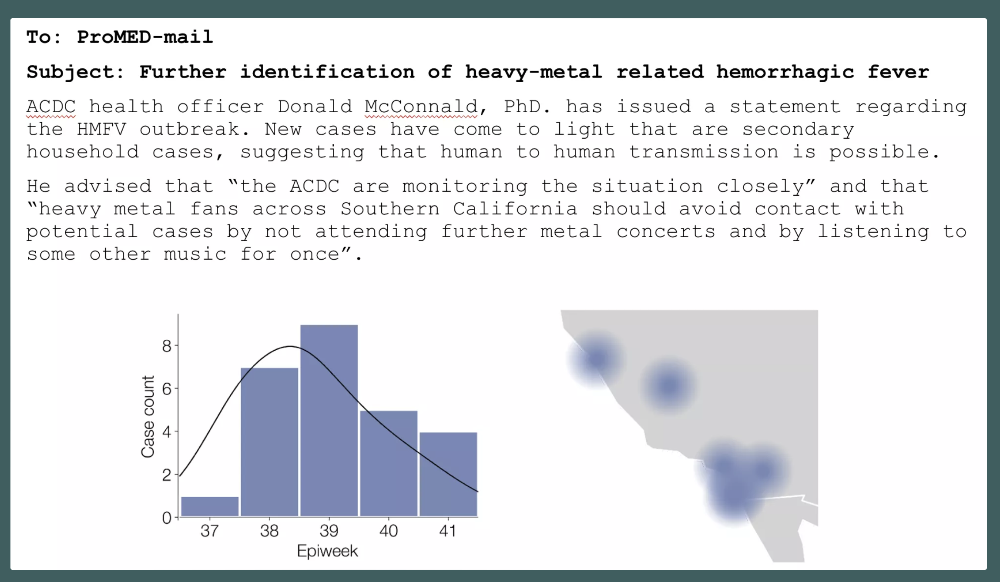 To: ProMED-mail
Subject: Further identification of heavy-metal related hemorrhagic fever
ACDC health officer Donald McConnald, PhD. has issued a statement regarding
the HMFV outbreak. New cases have come to light that are secondary
household cases, suggesting that human to human transmission is possible.
He advised that “the ACDC are monitoring the situation closely” and that
“heavy metal fans across Southern California should avoid contact with
potential cases by not attending further metal concerts and by listening to
some other music for once”.
Case count
8
6
4
2
0
37 38 39 40 41
Epiweek